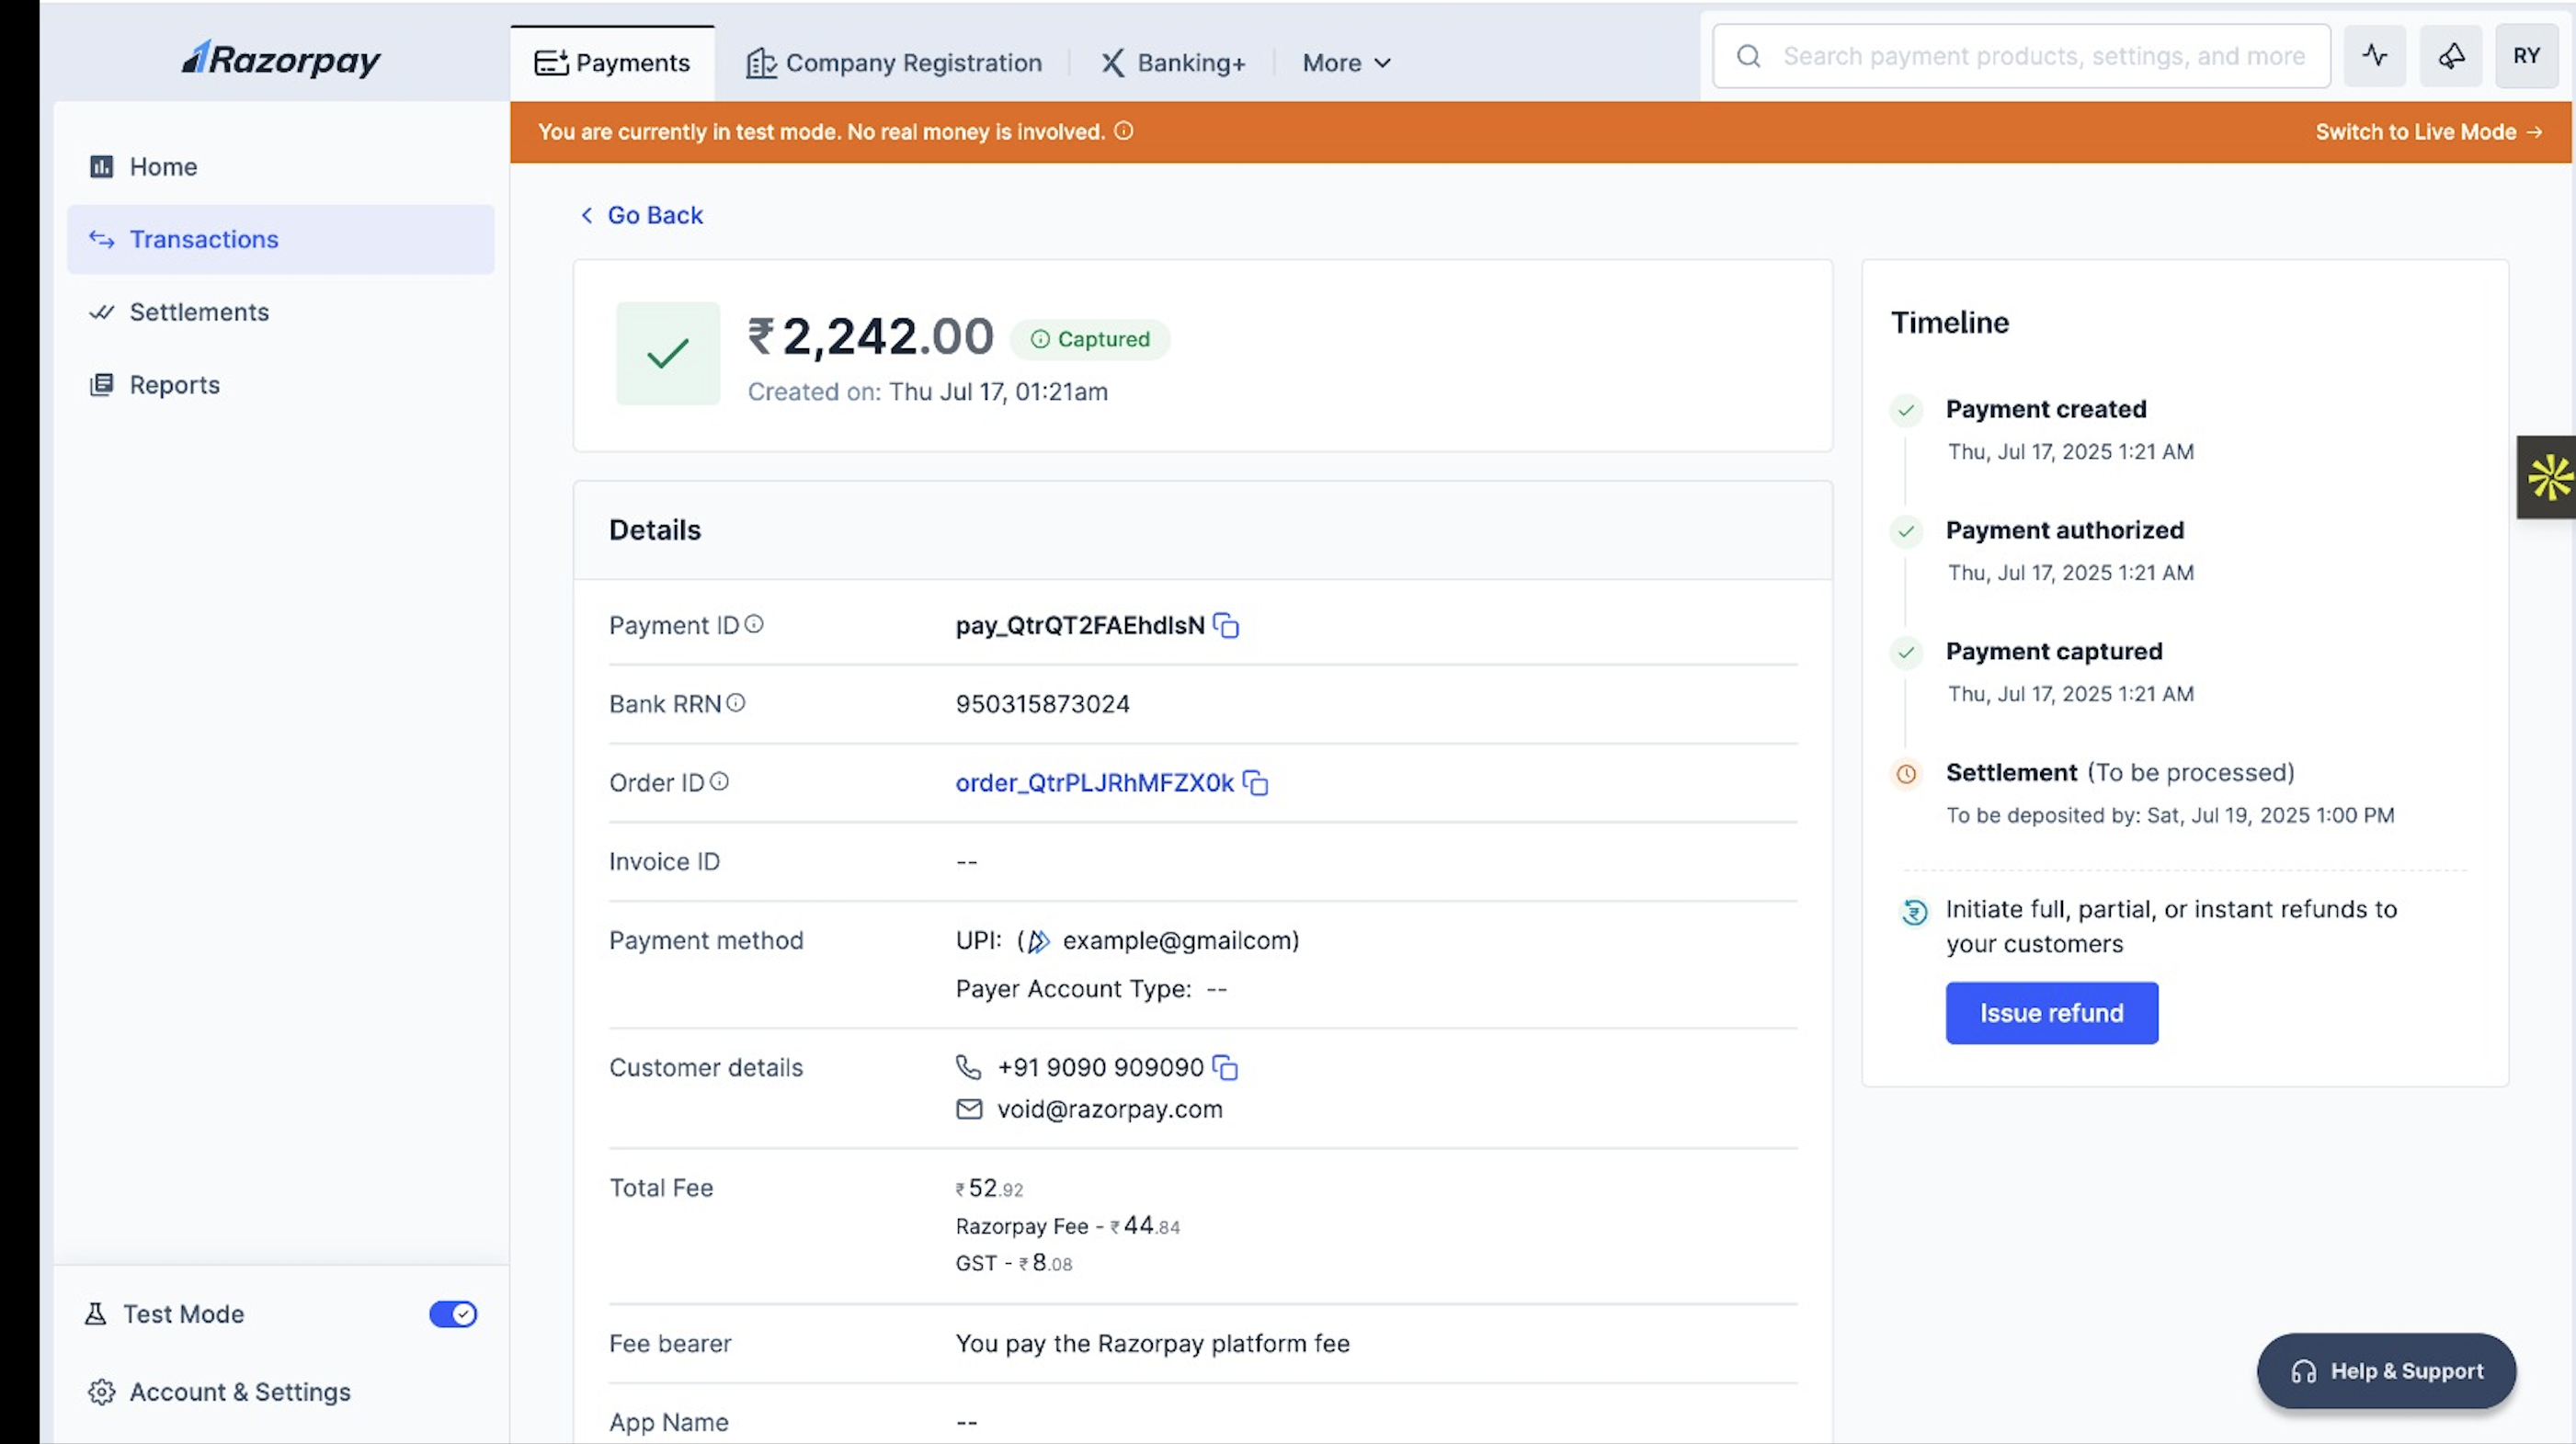 Razorpay
Payments
Company Registration
Banking+
More
Search payment products, settings, and more
RY
You are currently in test mode. No real money is involved.
Switch to Live Mode →
Home
Transactions
Settlements
Reports
Test Mode
Account & Settings
Go Back
₹2,242.00 Captured
Created on: Thu Jul 17, 01:21am
Details
Payment ID pay_QtrQT2FAEhdlsN
Bank RRN 950315873024
Order ID order_QtrPLJRhMFZX0k
Invoice ID --
Payment method UPI: ( example@gmailcom)
Payer Account Type: --
Customer details +91 9090 909090
void@razorpay.com
Total Fee ₹52.92
Razorpay Fee - ₹44.84
GST - ₹8.08
Fee bearer You pay the Razorpay platform fee
App Name --
Timeline
Payment created
Thu, Jul 17, 2025 1:21 AM
Payment authorized
Thu, Jul 17, 2025 1:21 AM
Payment captured
Thu, Jul 17, 2025 1:21 AM
Settlement (To be processed)
To be deposited by: Sat, Jul 19, 2025 1:00 PM
Initiate full, partial, or instant refunds to
your customers
Issue refund
Help & Support